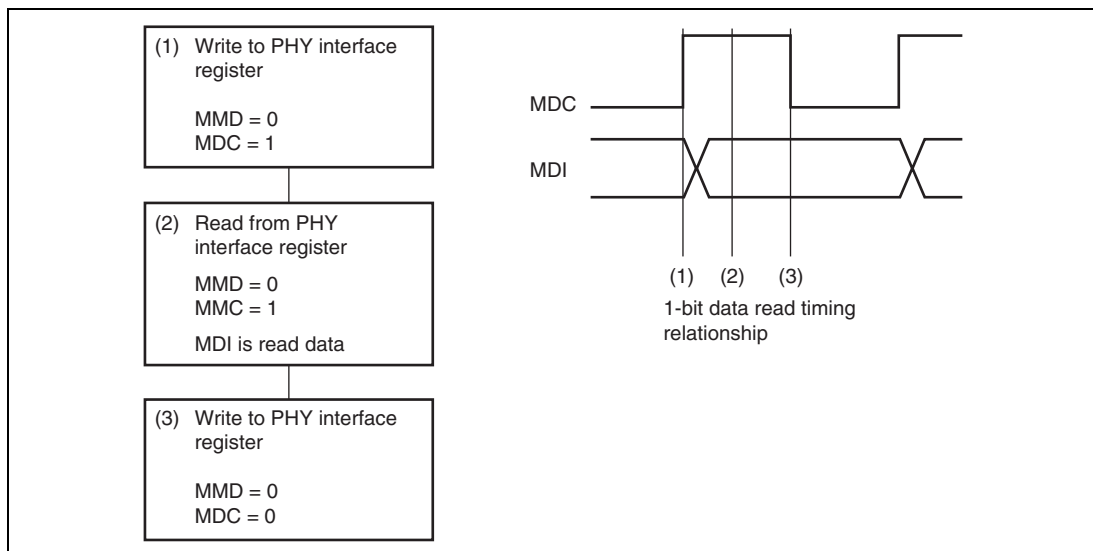 (1) Write to PHY interface
register
MMD = 0
MDC = 1
(2) Read from PHY
interface register
MMD = 0
MMC = 1
MDI is read data
(3) Write to PHY interface
register
MMD = 0
MDC = 0
MDC
MDI
(1) (2) (3)
1-bit data read timing
relationship